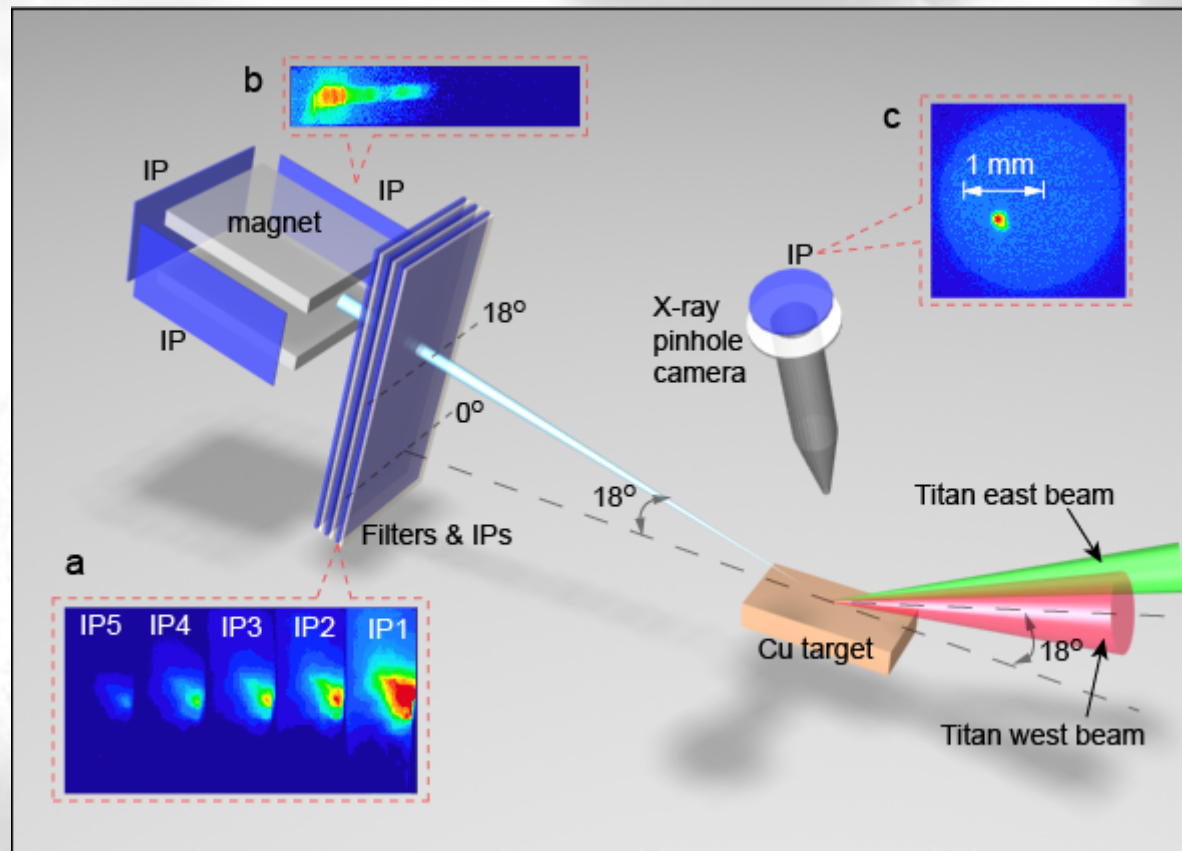 b
c
1 mm
IP
IP
magnet
IP
IP
X-ray
pinhole
camera
18°
0°
18°
Filters & IPs
Titan east beam
a
IP5 IP4 IP3 IP2 IP1
Cu target
18°
Titan west beam